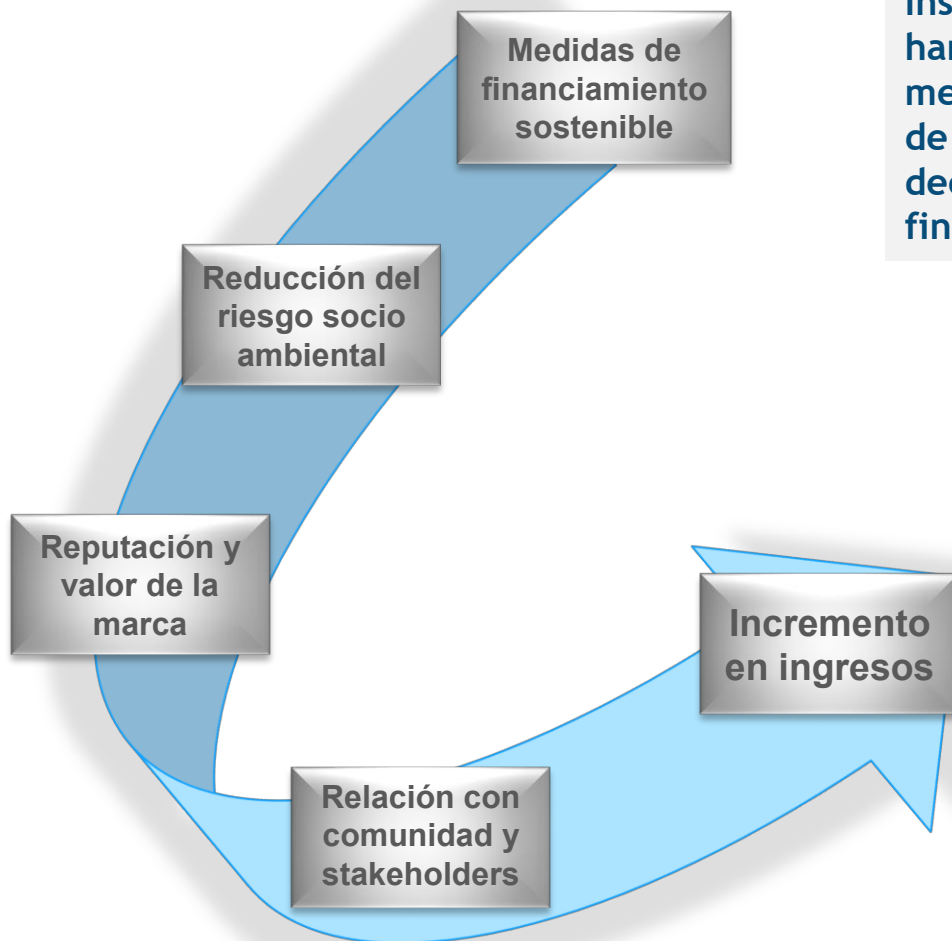 Medidas de
financiamiento
sostenible
de
Reducción del
riesgo socio
ambiental
Reputación y
valor de la
marca
Incremento
en ingresos
Relación con
comunidad y
stakeholders